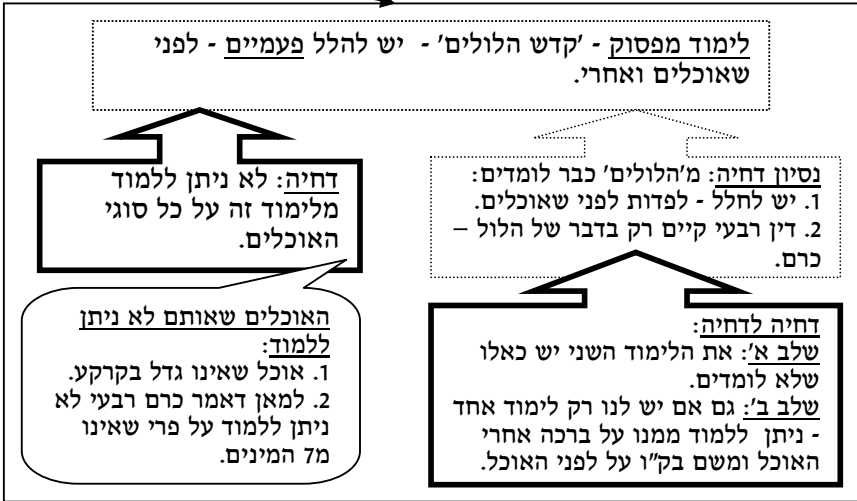 לימוד מפסוק - 'קדש הלולים' - יש להלל פעמיים - לפני
שאוכלים ואחרי.
נסיון דחיה: מ'הלולים' כבר לומדים:
1. יש לחלל - לפדות לפני שאוכלים.
2. דין רבעי קיים רק בדבר של הלול –
כרם.
דחיה: לא ניתן ללמוד
מלימוד זה על כל סוגי
האוכלים.
דחיה לדחיה:
שלב א': את הלימוד השני יש כאלו
שלא לומדים.
שלב ב': גם אם יש לנו רק לימוד אחד
- ניתן ללמוד ממנו על ברכה אחרי
האוכל ומשם בק"ו על לפני האוכל.
האוכלים שאותם לא ניתן
ללמוד:
1. אוכל שאינו גדל בקרקע.
2. למאן דאמר כרם רבעי לא
ניתן ללמוד על פרי שאינו
מ7 המינים.